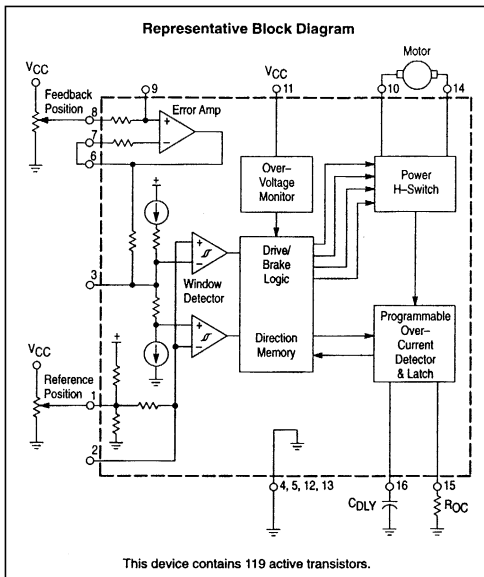 Representative Block Diagram
Motor
VCC
Feedback
Position
9
VCC
11
10
14
8
Error Amp
+
7
–
6
Over–
Voltage
Monitor
Power
H–Switch
+
+
–
3
Window
Detector
Drive/
Brake
Logic
+
–
Direction
Memory
Programmable
Over–
Current
Detector
& Latch
+
VCC
Reference
Position
1
2
4, 5, 12, 13
16
15
CDLY
ROC
This device contains 119 active transistors.